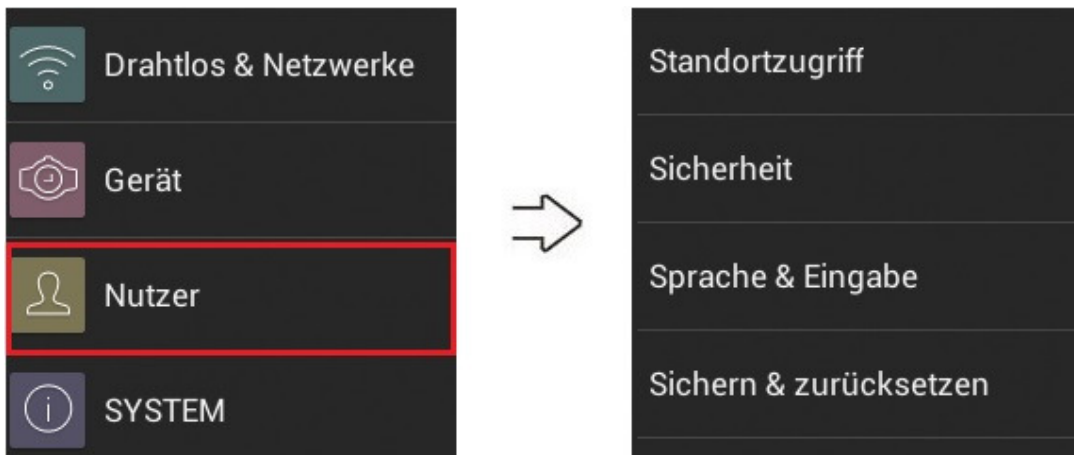 Drahtlos & Netzwerke
Gerät
Nutzer
SYSTEM
Standortzugriff
Sicherheit
Sprache & Eingabe
Sichern & zurücksetzen